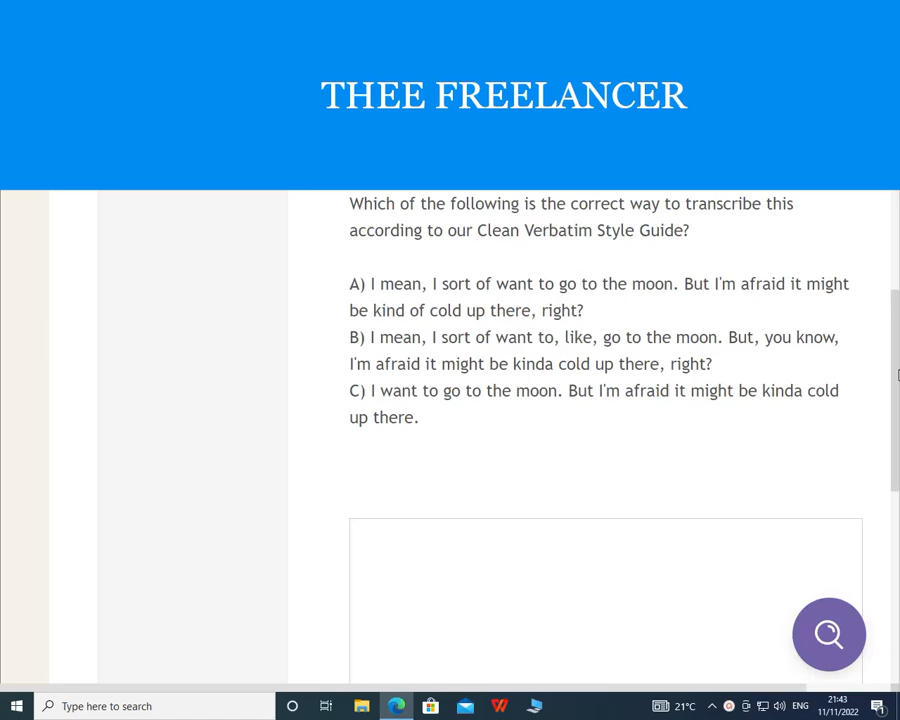 THEE FREELANCER
Which of the following is the correct way to transcribe this
according to our Clean Verbatim Style Guide?
A) I mean, I sort of want to go to the moon. But I'm afraid it might
be kind of cold up there, right?
B) I mean, I sort of want to, like, go to the moon. But, you know,
I'm afraid it might be kinda cold up there, right?
C) I want to go to the moon. But I'm afraid it might be kinda cold
up there.
Type here to search
21°C
ENG
21:43
11/11/2022
1